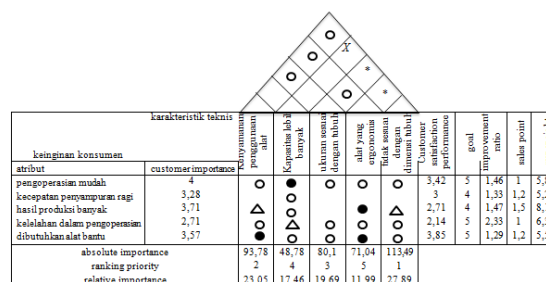 X
*
*
karakteristik teknis
keinginan konsumen
Kenyamanan penggunaan alat
Kapasitas lebih banyak
ukuran sesuai dengan tubuh
alat yang ergonomis
Tidak sesuai dengan dimensi tubuh
Customer satisfaction performance
goal
improvement ratio
sales point
atribut customer importance
pengoperasian mudah 4 3,42 5 1,46 1
kecepatan penyampuran ragi 3,28 3 4 1,33 1,2
hasil produksi banyak 3,71 2,71 4 1,47 1,5
kelelahan dalam pengoperasian 2,71 2,14 5 2,33 1
dibutuhkan alat bantu 3,57 3,85 5 1,29 1,2
absolute importance 93,78 48,78 80,1 71,04 113,49
ranking priority 2 4 3 5 1
relative importance 23,05 17,46 19,69 11,99 27,89